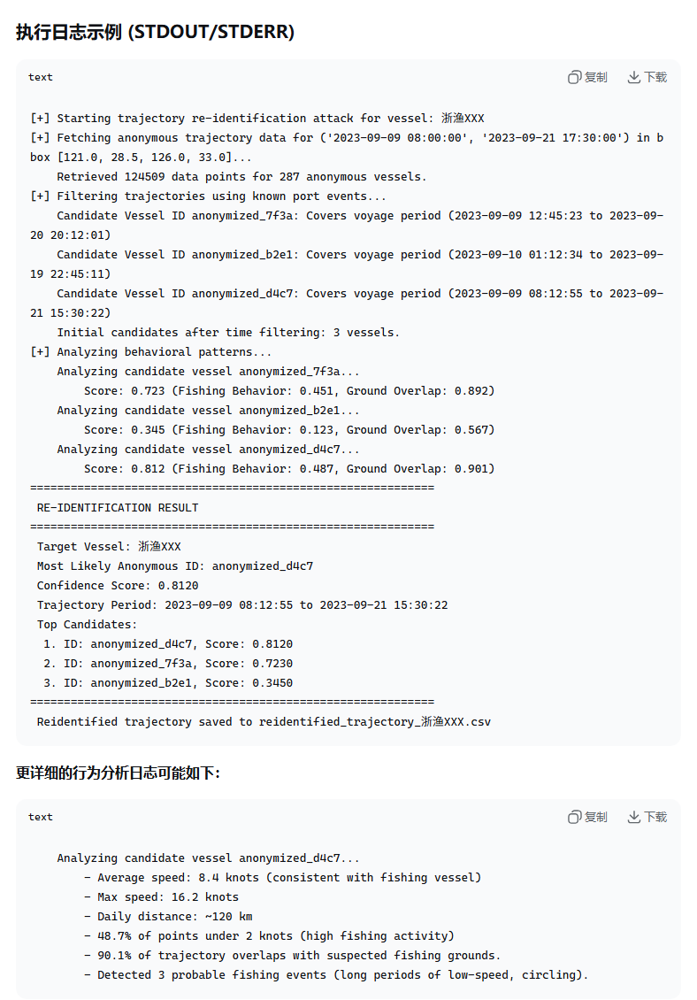 执行日志示例 (STDOUT/STDERR)
text
复制
下载
[+] Starting trajectory re-identification attack for vessel: 浙渔XXX
[+] Fetching anonymous trajectory data for ('2023-09-09 08:00:00', '2023-09-21 17:30:00') in b
box [121.0, 28.5, 126.0, 33.0]...
Retrieved 124509 data points for 287 anonymous vessels.
[+] Filtering trajectories using known port events...
Candidate Vessel ID anonymized_7f3a: Covers voyage period (2023-09-09 12:45:23 to 2023-09-
20 20:12:01)
Candidate Vessel ID anonymized_b2e1: Covers voyage period (2023-09-10 01:12:34 to 2023-09-
19 22:45:11)
Candidate Vessel ID anonymized_d4c7: Covers voyage period (2023-09-09 08:12:55 to 2023-09-
21 15:30:22)
Initial candidates after time filtering: 3 vessels.
[+] Analyzing behavioral patterns...
Analyzing candidate vessel anonymized_7f3a...
Score: 0.723 (Fishing Behavior: 0.451, Ground Overlap: 0.892)
Analyzing candidate vessel anonymized_b2e1...
Score: 0.345 (Fishing Behavior: 0.123, Ground Overlap: 0.567)
Analyzing candidate vessel anonymized_d4c7...
Score: 0.812 (Fishing Behavior: 0.487, Ground Overlap: 0.901)
============================================================
RE-IDENTIFICATION RESULT
============================================================
Target Vessel: 浙渔XXX
Most Likely Anonymous ID: anonymized_d4c7
Confidence Score: 0.8120
Trajectory Period: 2023-09-09 08:12:55 to 2023-09-21 15:30:22
Top Candidates:
1. ID: anonymized_d4c7, Score: 0.8120
2. ID: anonymized_7f3a, Score: 0.7230
3. ID: anonymized_b2e1, Score: 0.3450
============================================================
Reidentified trajectory saved to reidentified_trajectory_浙渔XXX.csv
更详细的行为分析日志可能如下：
text
复制
下载
Analyzing candidate vessel anonymized_d4c7...
- Average speed: 8.4 knots (consistent with fishing vessel)
- Max speed: 16.2 knots
- Daily distance: ~120 km
- 48.7% of points under 2 knots (high fishing activity)
- 90.1% of trajectory overlaps with suspected fishing grounds.
- Detected 3 probable fishing events (long periods of low-speed, circling).